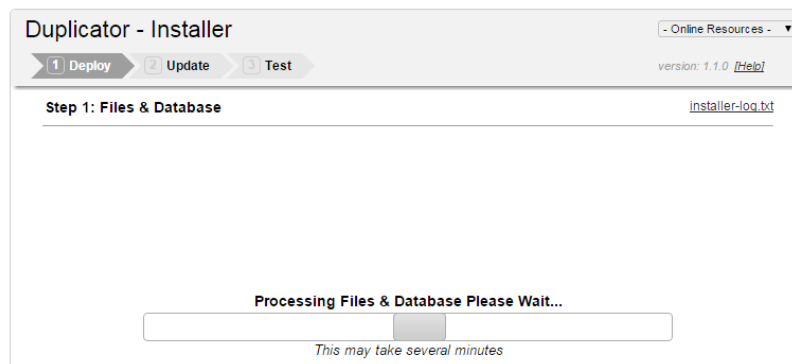 Duplicator - Installer
- Online Resources -
1 Deploy 2 Update 3 Test
version: 1.1.0 [Help]
Step 1: Files & Database
installer-log.txt
Processing Files & Database Please Wait...
This may take several minutes